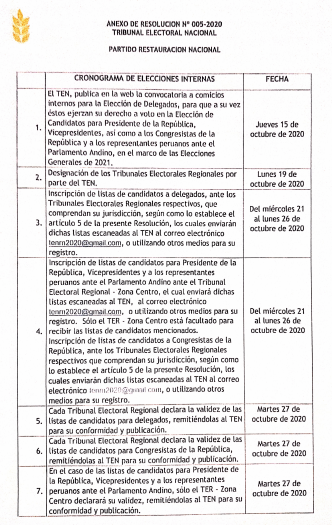 ANEXO DE RESOLUCION Nº 005-2020
TRIBUNAL ELECTORAL NACIONAL
PARTIDO RESTAURACION NACIONAL
CRONOGRAMA DE ELECCIONES INTERNAS
FECHA
1.
El TEN, publica en la web la convocatoria a comicios
internos para la Elección de Delegados, para que a su vez
éstos ejerzan su derecho a voto en la Elección de
Candidatos para Presidente de la República,
Vicepresidentes, así como a los Congresistas de la
República y a los representantes peruanos ante el
Parlamento Andino, en el marco de las Elecciones
Generales de 2021.
Jueves 15 de
octubre de 2020
2.
Designación de los Tribunales Electorales Regionales por
parte del TEN.
Lunes 19 de
octubre de 2020
3.
Inscripción de listas de candidatos a delegados, ante los
Tribunales Electorales Regionales respectivos, que
comprendan su jurisdicción, según como lo establece el
artículo 5 de la presente Resolución, los cuales enviarán
dichas listas escaneadas al TEN al correo electrónico
tenrn2020@gmail.com, o utilizando otros medios para su
registro.
Del miércoles 21
al lunes 26 de
octubre de 2020
4.
Inscripción de listas de candidatos para Presidente de la
República, Vicepresidentes y a los representantes
peruanos ante el Parlamento Andino ante el Tribunal
Electoral Regional - Zona Centro, el cual enviará dichas
listas escaneadas al TEN, al correo electrónico
tenrn2020@gmail.com, o utilizando otros medios para su
registro. Sólo el TER - Zona Centro está facultado para
recibir las listas de candidatos mencionados.
Inscripción de listas de candidatos a Congresistas de la
República, ante los Tribunales Electorales Regionales
respectivos que comprendan su jurisdicción, según como
lo establece el artículo 5 de la presente Resolución, los
cuales enviarán dichas listas escaneadas al TEN al correo
electrónico tenrn2020@gmail.com, o utilizando otros
medios para su registro.
Del miércoles 21
al lunes 26 de
octubre de 2020
5.
Cada Tribunal Electoral Regional declara la validez de las
listas de candidatos para delegados, remitiéndolas al TEN
para su conformidad y publicación.
Martes 27 de
octubre de 2020
6.
Cada Tribunal Electoral Regional declara la validez de las
listas de candidatos para Congresistas de la República,
remitiéndolas al TEN para su conformidad y publicación.
Martes 27 de
octubre de 2020
7.
En el caso de las listas de candidatos para Presidente de
la República, Vicepresidentes y a los representantes
peruanos ante el Parlamento Andino, sólo el TER - Zona
Centro declarará su validez, remitiéndolas al TEN para su
conformidad y publicación.
Martes 27 de
octubre de 2020